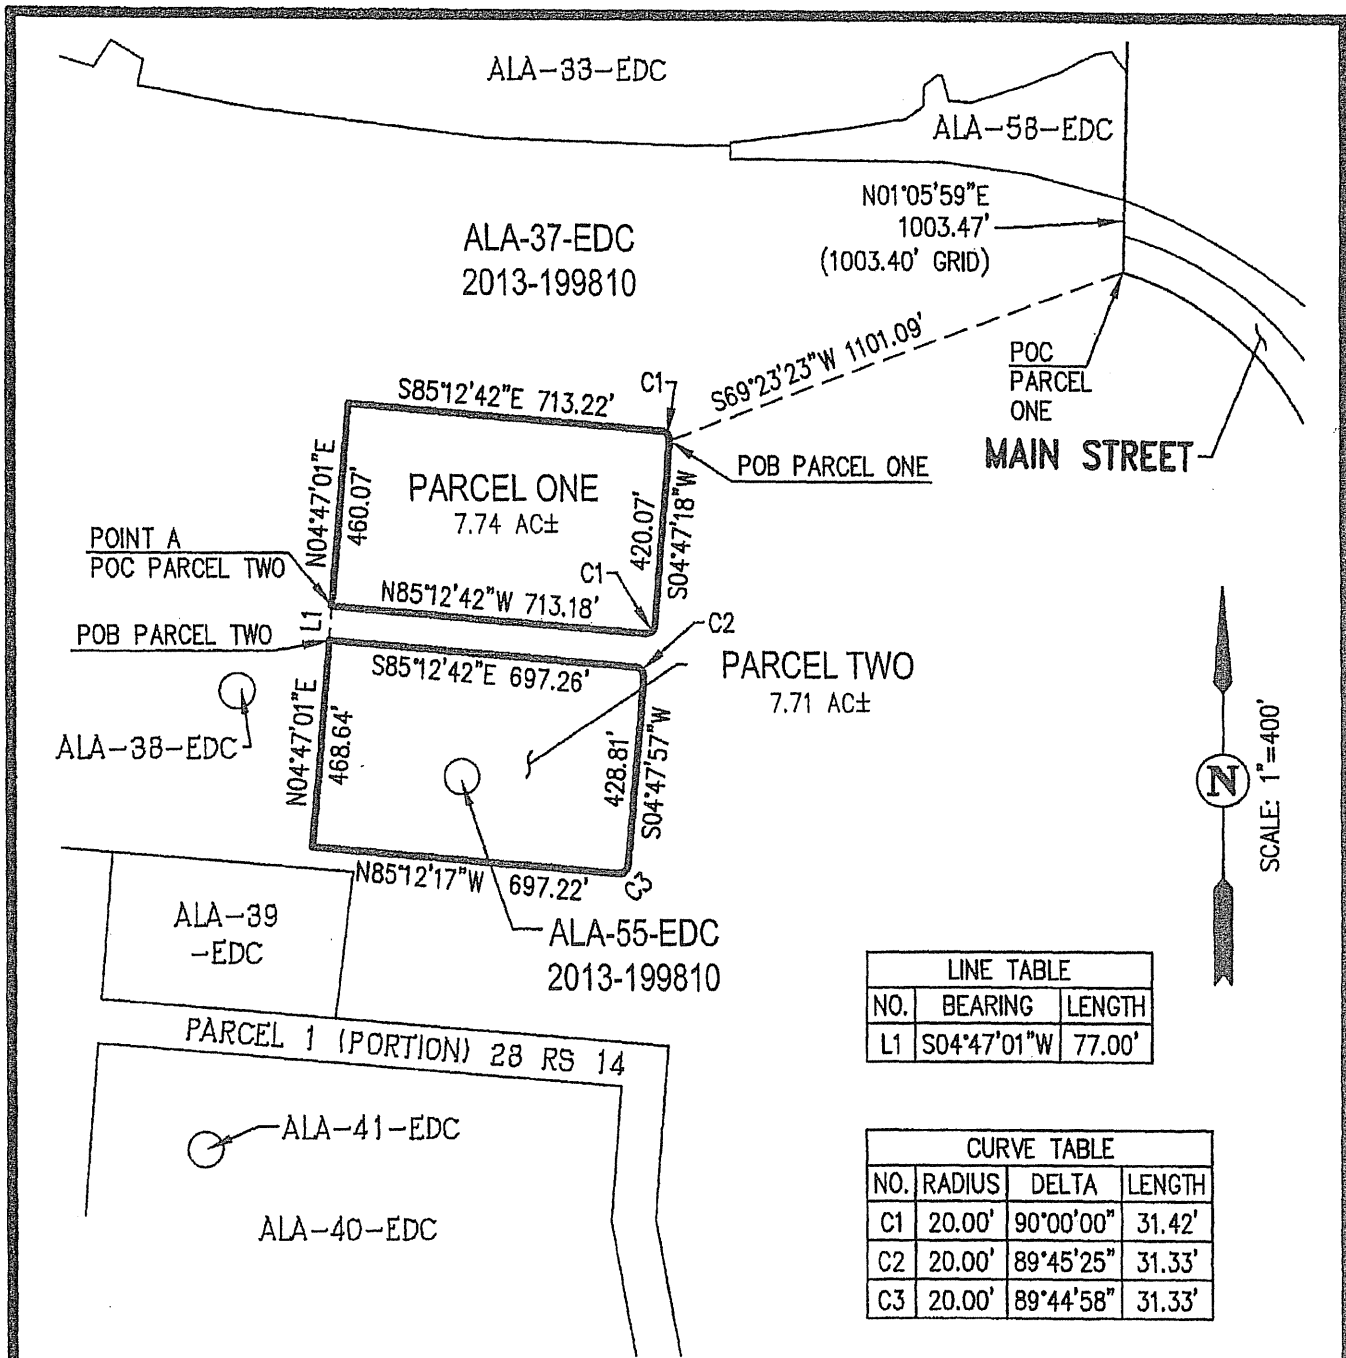 ALA-33-EDC
ALA-58-EDC
N01°05'59"E
1003.47'
(1003.40' GRID)
ALA-37-EDC
2013-199810
S69°23'23"W 1101.09'
POC
PARCEL
ONE
MAIN STREET
C1
S85°12'42"E 713.22'
POB PARCEL ONE
N04°47'01"E
460.07'
PARCEL ONE
7.74 AC±
420.07'
S04°47'18"W
POINT A
POC PARCEL TWO
C1
N85°12'42"W 713.18'
L1
POB PARCEL TWO
C2
S85°12'42"E 697.26'
PARCEL TWO
7.71 AC±
ALA-38-EDC
N04°47'01"E
468.64'
428.81'
S04°47'57"W
N85°12'17"W 697.22'
C3
N
SCALE: 1"=400'
ALA-39
-EDC
ALA-55-EDC
2013-199810
PARCEL 1 (PORTION) 28 RS 14
ALA-41-EDC
ALA-40-EDC
LINE TABLE
NO. BEARING LENGTH
L1 S04°47'01"W 77.00'
CURVE TABLE
NO. RADIUS DELTA LENGTH
C1 20.00' 90°00'00" 31.42'
C2 20.00' 89°45'25" 31.33'
C3 20.00' 89°44'58" 31.33'